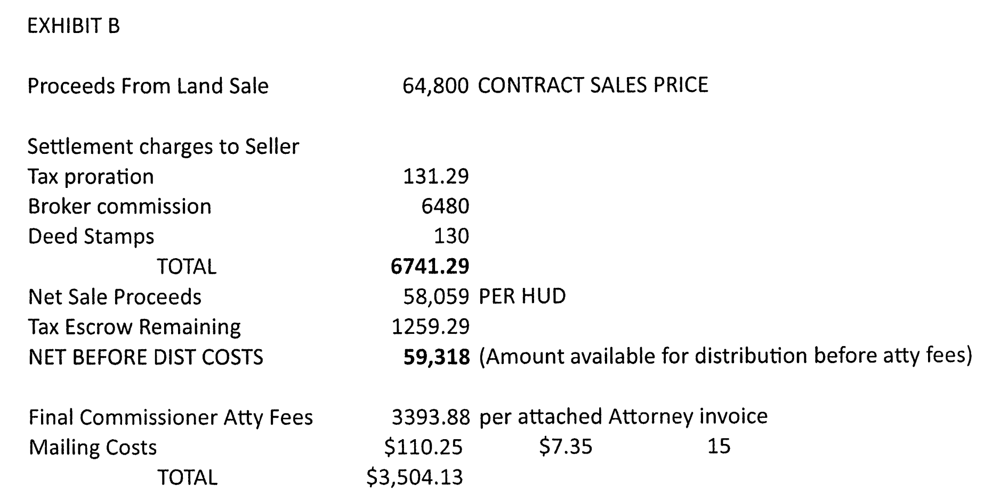 EXHIBIT B
Proceeds From Land Sale 64,800 CONTRACT SALES PRICE
Settlement charges to Seller
Tax proration 131.29
Broker commission 6480
Deed Stamps 130
TOTAL 6741.29
Net Sale Proceeds 58,059 PER HUD
Tax Escrow Remaining 1259.29
NET BEFORE DIST COSTS 59,318 (Amount available for distribution before atty fees)
Final Commissioner Atty Fees 3393.88 per attached Attorney invoice
Mailing Costs $110.25 $7.35 15
TOTAL $3,504.13